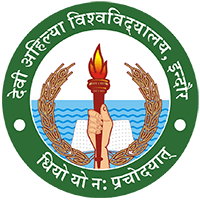 देवी अहिल्या विश्वविद्यालय, इन्दौर
धियो यो नः प्रचोदयात्